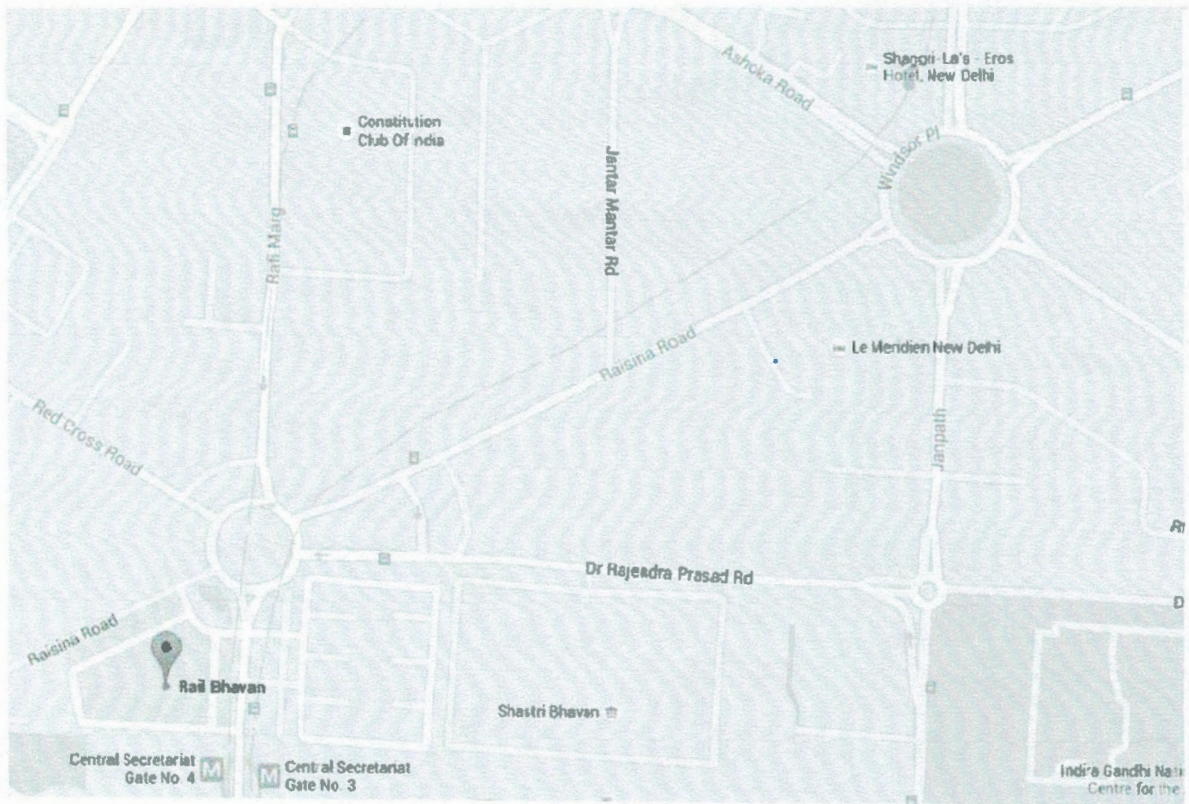 Ashoka Road
Shangri-La's - Eros
Hotel, New Delhi
Constitution
Club Of India
Windsor Pl
Jantar Mantar Rd
Rafi Marg
Raisina Road
Le Meridien New Delhi
Red Cross Road
Janpath
Dr Rajendra Prasad Rd
D
Raisina Road
Rail Bhavan
Shastri Bhavan
Central Secretariat
Gate No. 4
M
M
Central Secretariat
Gate No. 3
Indira Gandhi Nati
Centre for the